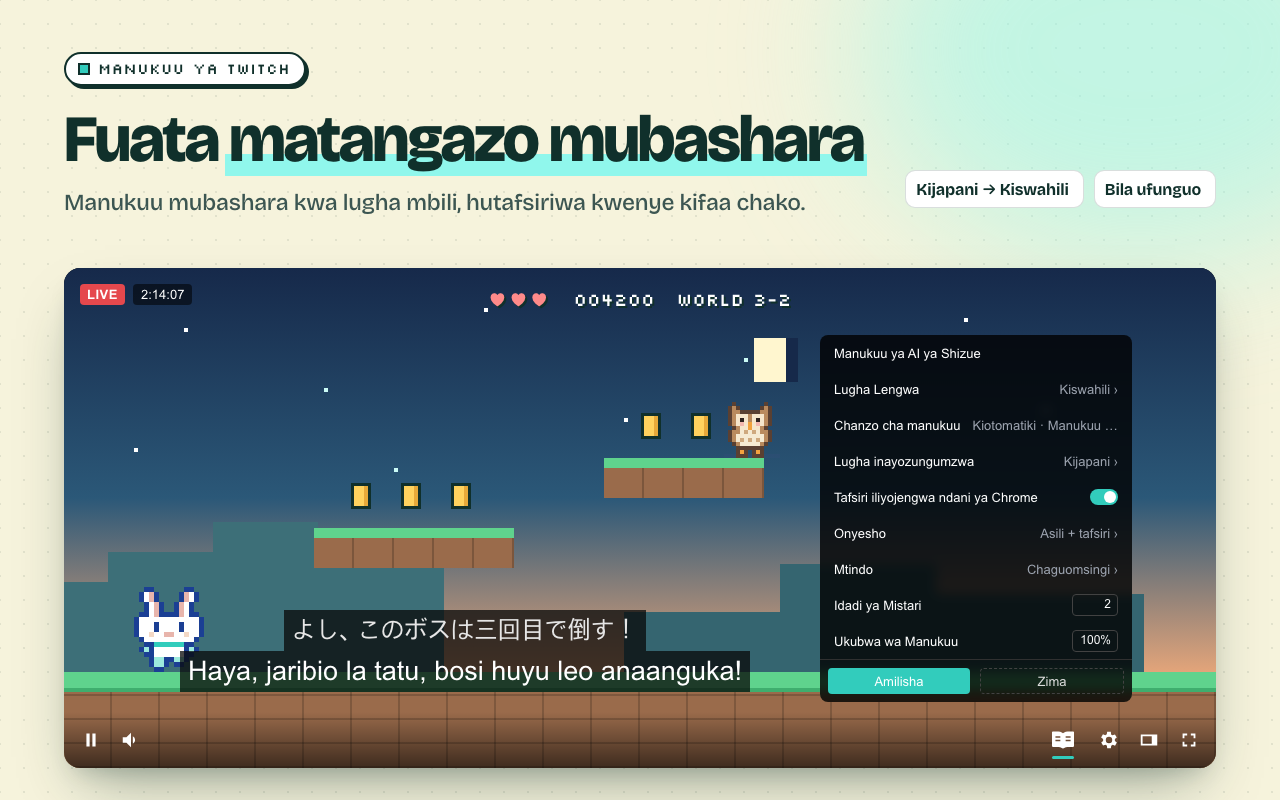 MANUKUU YA TWITCH
Fuata matangazo mubashara
Manukuu mubashara kwa lugha mbili, hutafsiriwa kwenye kifaa chako.
Kijapani → Kiswahili
Bila ufunguo
LIVE
2:14:07
004200 WORLD 3-2
Manukuu ya AI ya Shizue
Lugha Lengwa Kiswahili ›
Chanzo cha manukuu Kiotomatiki · Manukuu …
Lugha inayozungumzwa Kijapani ›
Tafsiri iliyojengwa ndani ya Chrome
Onyesho Asili + tafsiri ›
Mtindo Chaguomsingi ›
Idadi ya Mistari 2
Ukubwa wa Manukuu 100%
Amilisha Zima
よし、このボスは三回目で倒す！
Haya, jaribio la tatu, bosi huyu leo anaanguka!